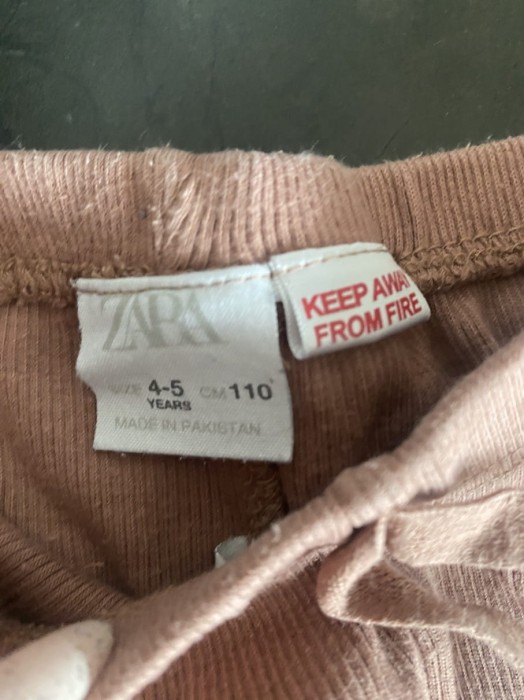 ZARA
SIZE 4-5 CM 110
YEARS
MADE IN PAKISTAN
KEEP AWAY
FROM FIRE